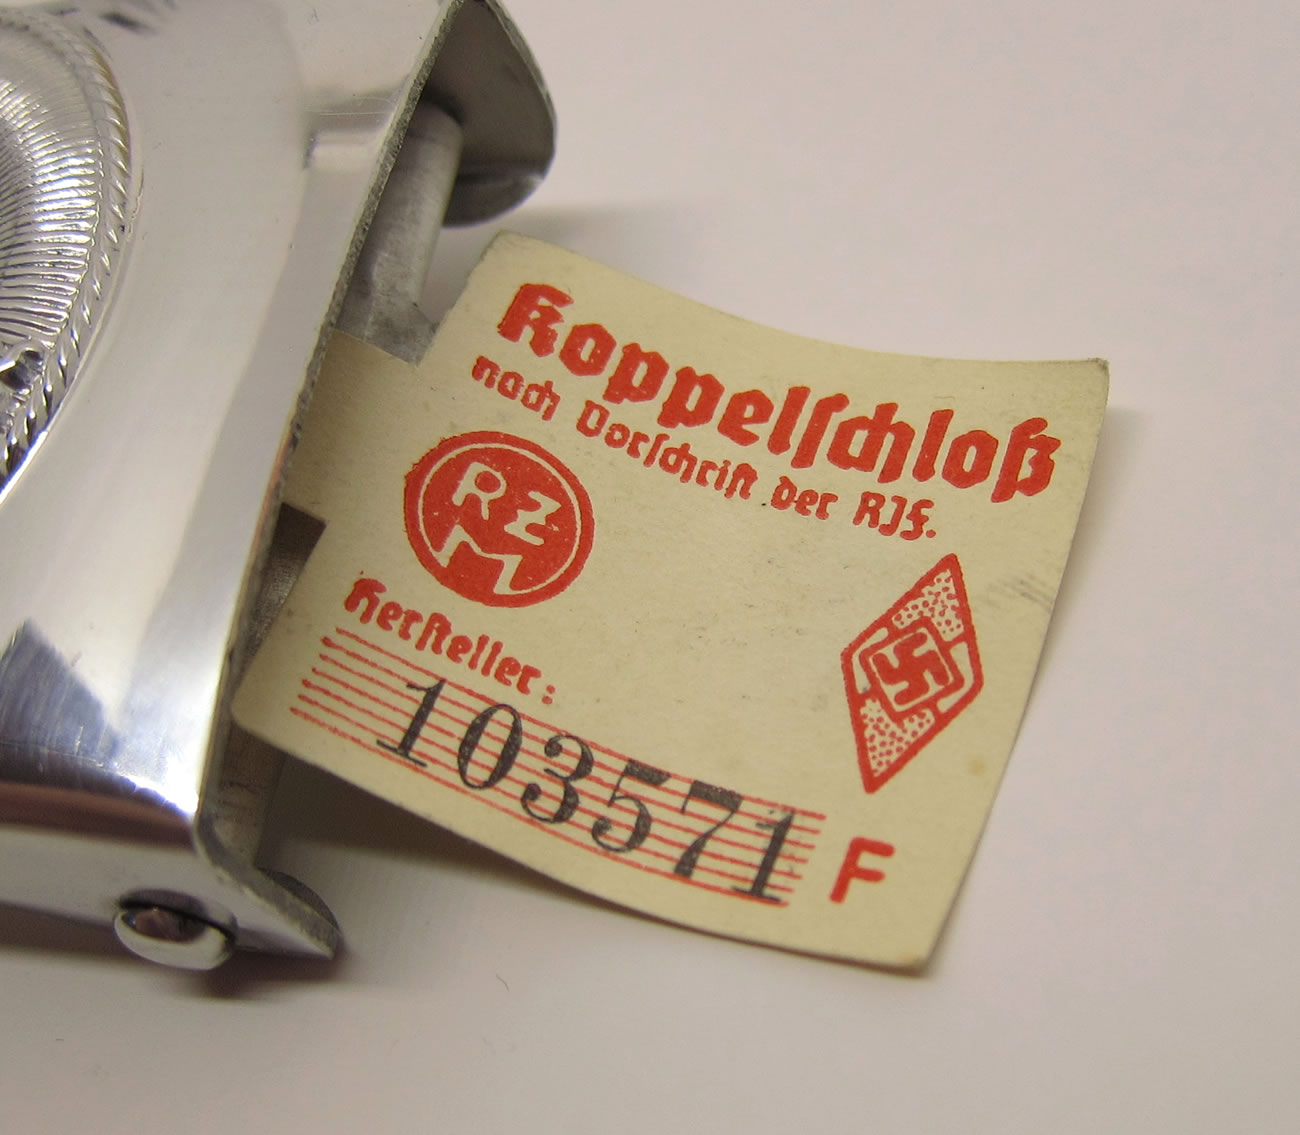 Koppelschloß
nach Vorschrift der RJF.
RZM
Hersteller:
103571 F